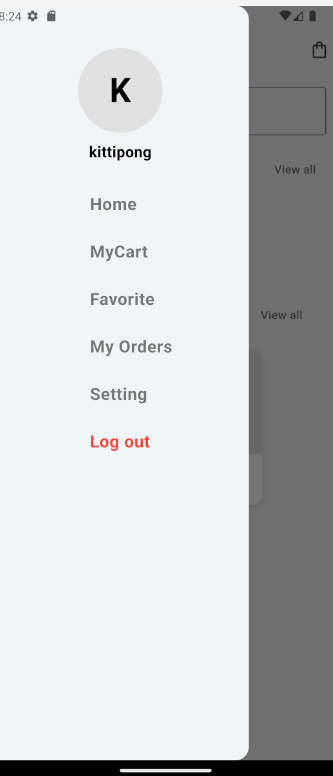 8:24
K
kittipong
View all
Home
MyCart
Favorite
View all
My Orders
Setting
Log out